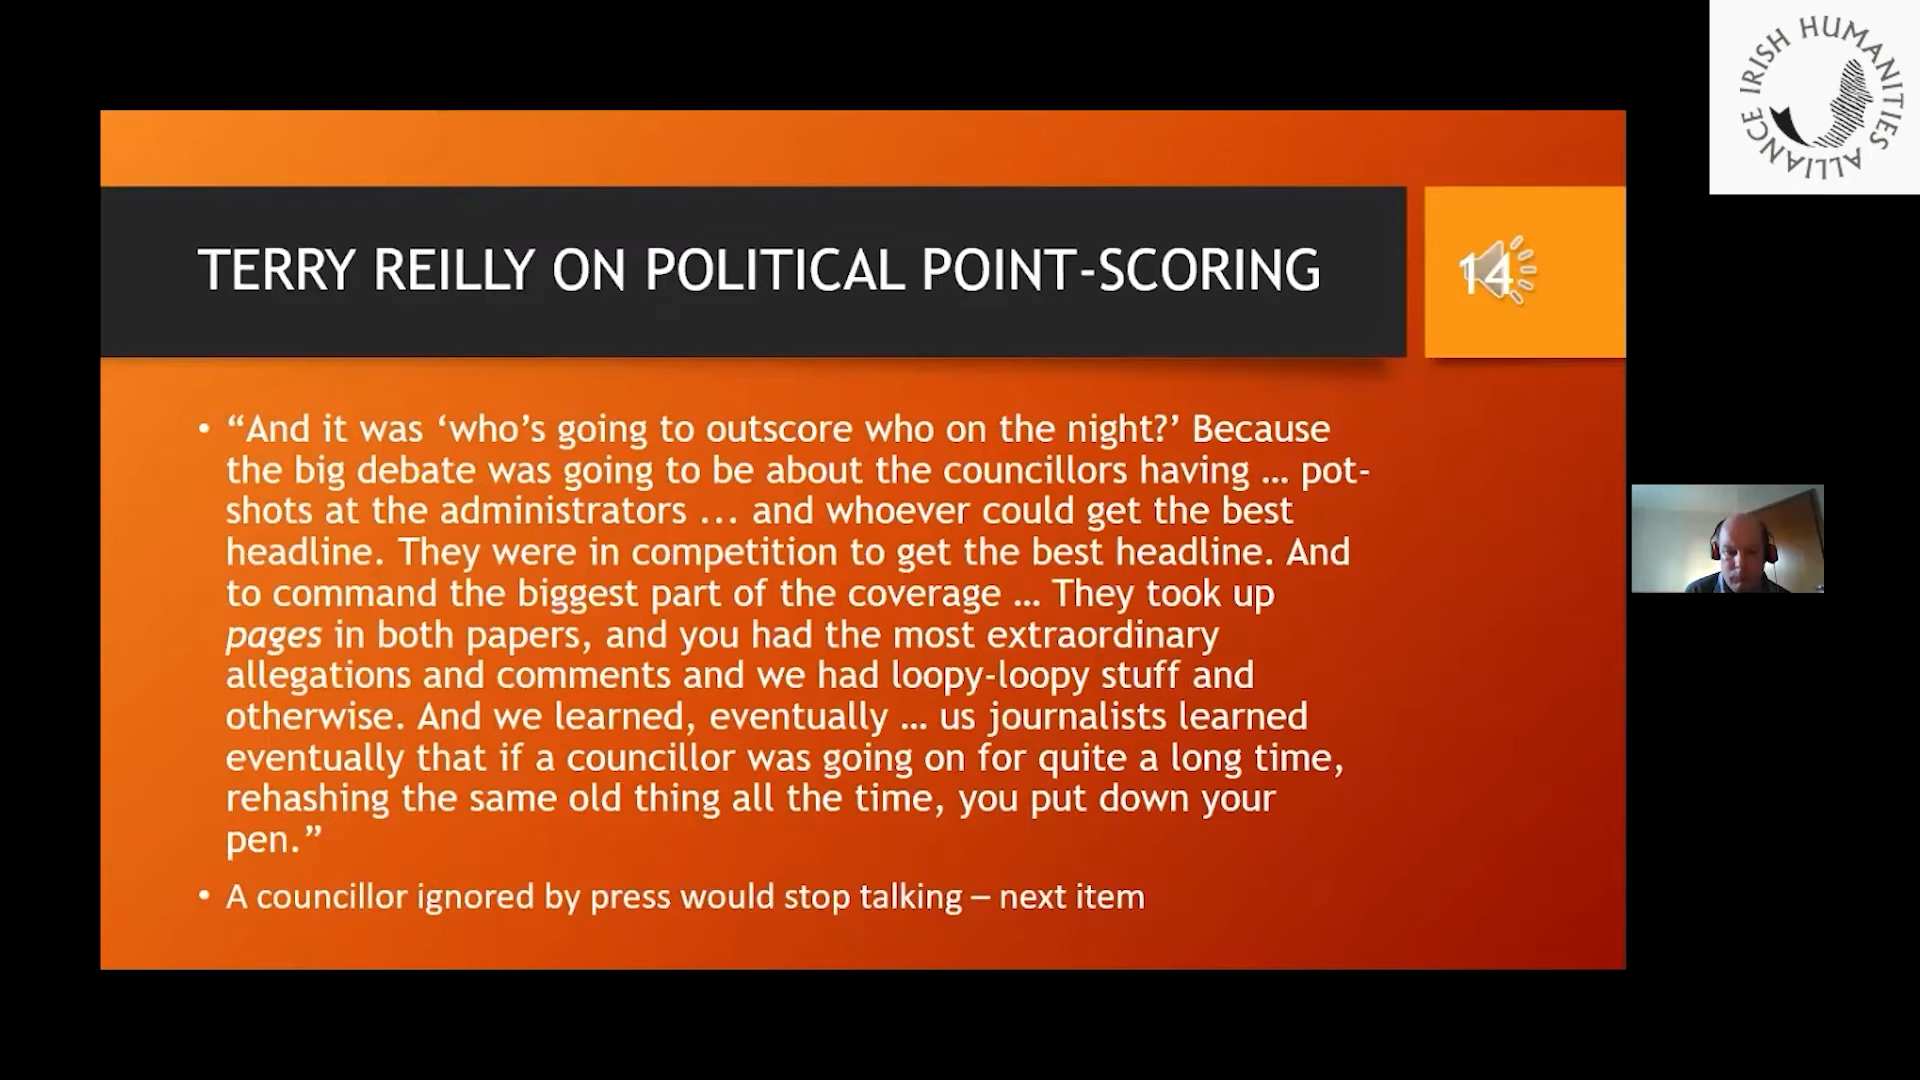 IRISH HUMANITIES ALLIANCE
TERRY REILLY ON POLITICAL POINT-SCORING
14
• “And it was ‘who’s going to outscore who on the night?’ Because
the big debate was going to be about the councillors having … pot-
shots at the administrators ... and whoever could get the best
headline. They were in competition to get the best headline. And
to command the biggest part of the coverage … They took up
pages in both papers, and you had the most extraordinary
allegations and comments and we had loopy-loopy stuff and
otherwise. And we learned, eventually … us journalists learned
eventually that if a councillor was going on for quite a long time,
rehashing the same old thing all the time, you put down your
pen.”
• A councillor ignored by press would stop talking – next item